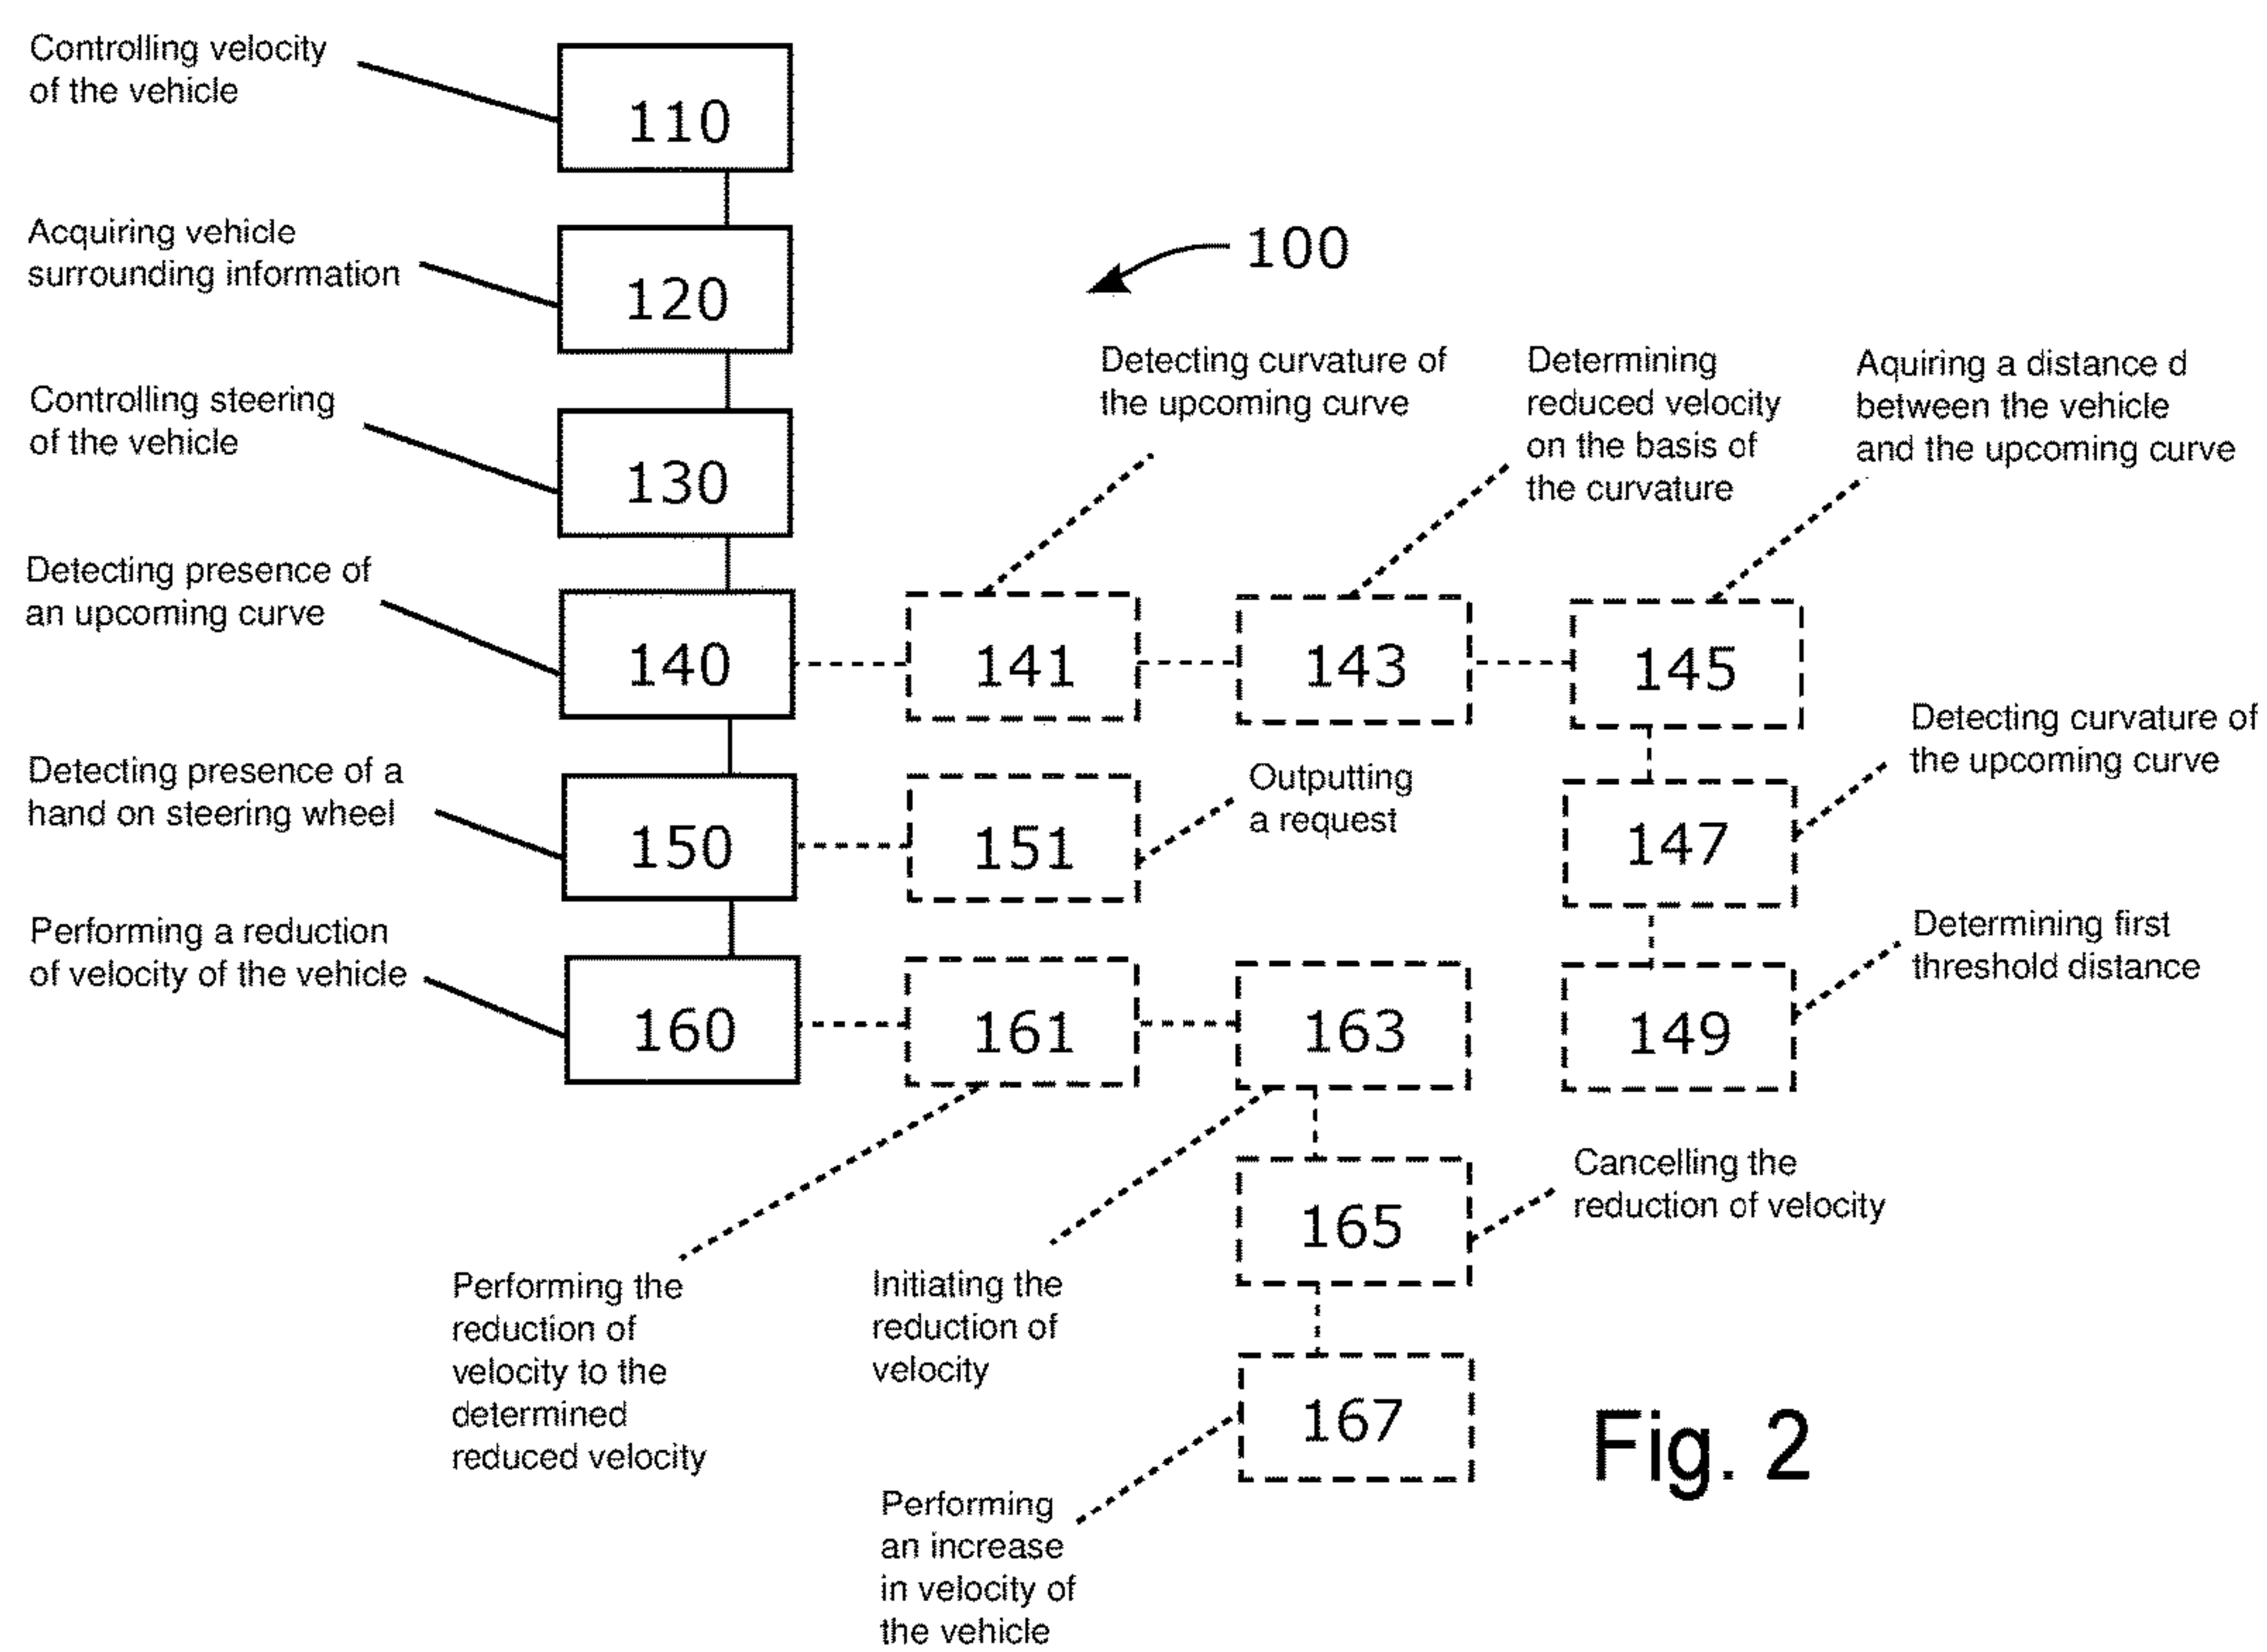 Controlling velocity
of the vehicle
110
Acquiring vehicle
surrounding information
120
100
Controlling steering
of the vehicle
130
Detecting curvature of
the upcoming curve
Determining
reduced velocity
on the basis of
the curvature
Aquiring a distance d
between the vehicle
and the upcoming curve
Detecting presence of
an upcoming curve
140
141
143
145
Detecting presence of a
hand on steering wheel
150
151
Outputting
a request
147
Detecting curvature of
the upcoming curve
Performing a reduction
of velocity of the vehicle
160
161
163
149
Determining first
threshold distance
165
Cancelling the
reduction of velocity
Performing the
reduction of
velocity to the
determined
reduced velocity
Initiating the
reduction of
velocity
167
Performing
an increase
in velocity of
the vehicle
Fig. 2